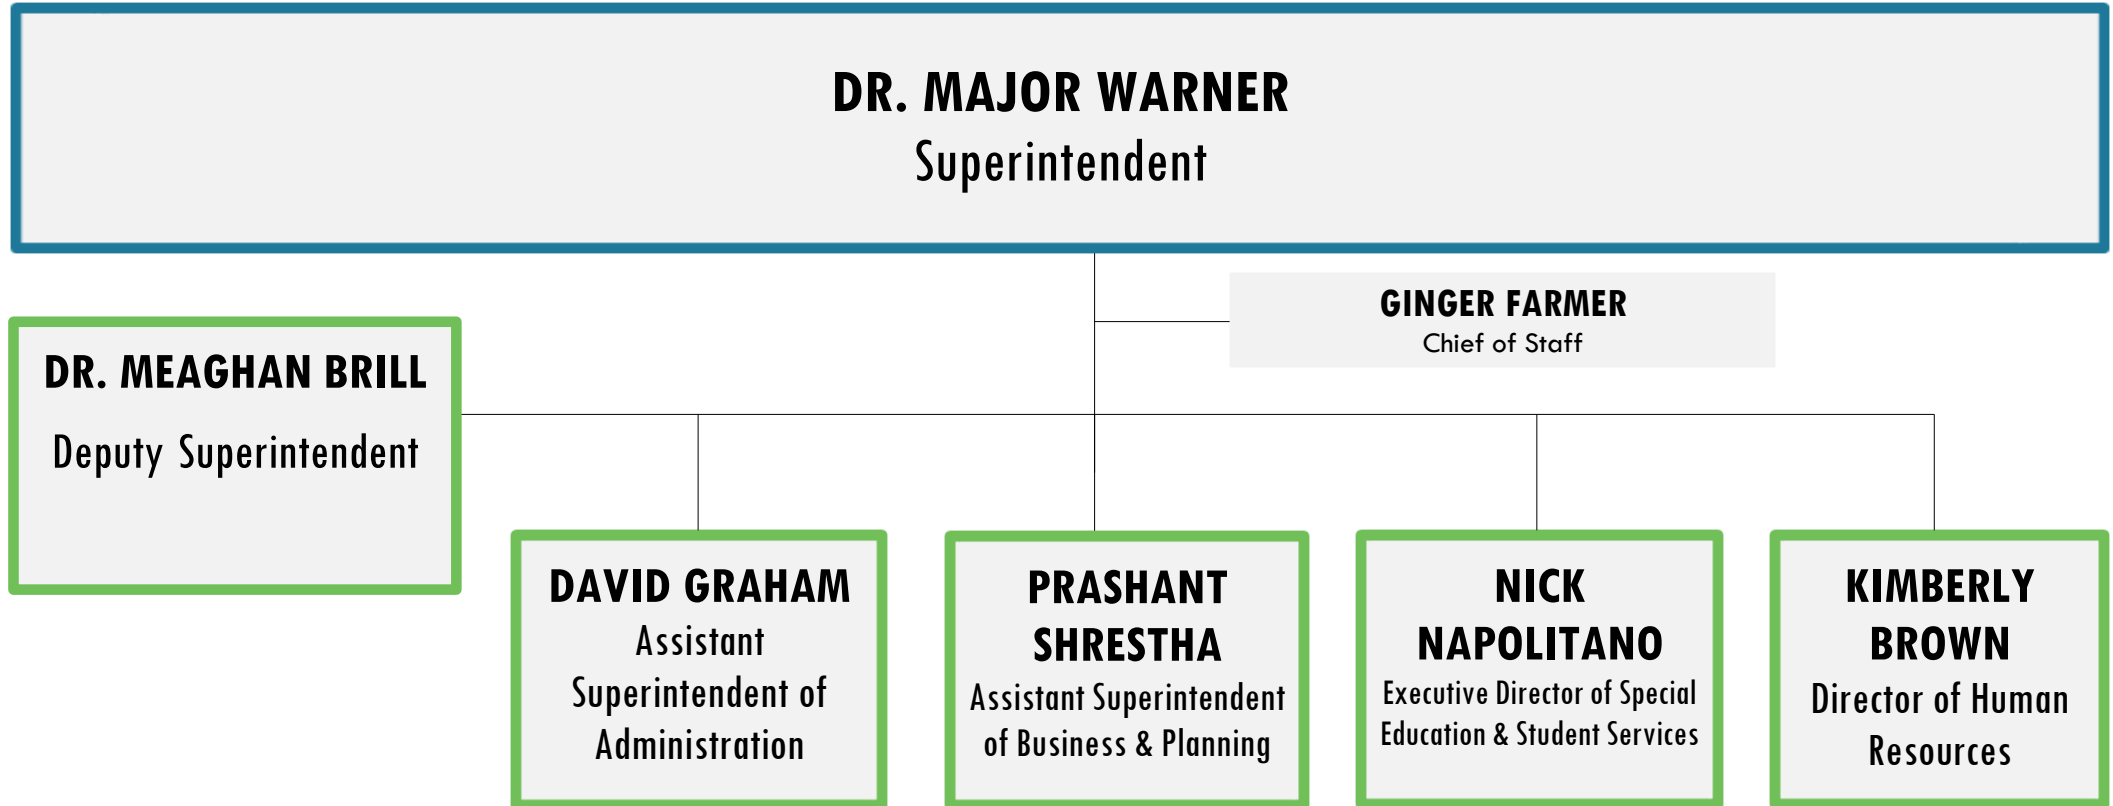 DR. MAJOR WARNER
Superintendent
GINGER FARMER
Chief of Staff
DR. MEAGHAN BRILL
Deputy Superintendent
DAVID GRAHAM
Assistant
Superintendent of
Administration
PRASHANT
SHRESTHA
Assistant Superintendent
of Business & Planning
NICK
NAPOLITANO
Executive Director of Special
Education & Student Services
KIMBERLY
BROWN
Director of Human
Resources